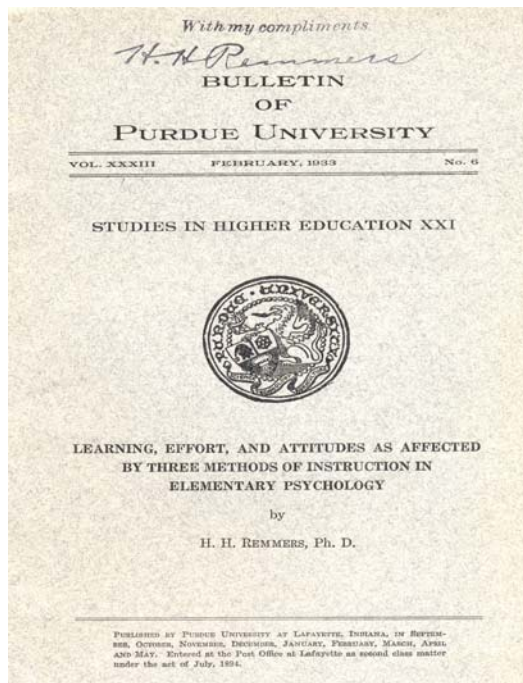 With my compliments
H. H Remmers
BULLETIN
OF
PURDUE UNIVERSITY
VOL. XXXIII FEBRUARY, 1933 No. 6
STUDIES IN HIGHER EDUCATION XXI
PURDUE · UNIVERSITY
LEARNING, EFFORT, AND ATTITUDES AS AFFECTED
BY THREE METHODS OF INSTRUCTION IN
ELEMENTARY PSYCHOLOGY
by
H. H. REMMERS, Ph. D.
PUBLISHED BY PURDUE UNIVERSITY AT LAFAYETTE, INDIANA, IN SEPTEM-
BER, OCTOBER, NOVEMBER, DECEMBER, JANUARY, FEBRUARY, MARCH, APRIL
AND MAY. Entered at the Post Office at Lafayette as second class matter
under the act of July, 1894.